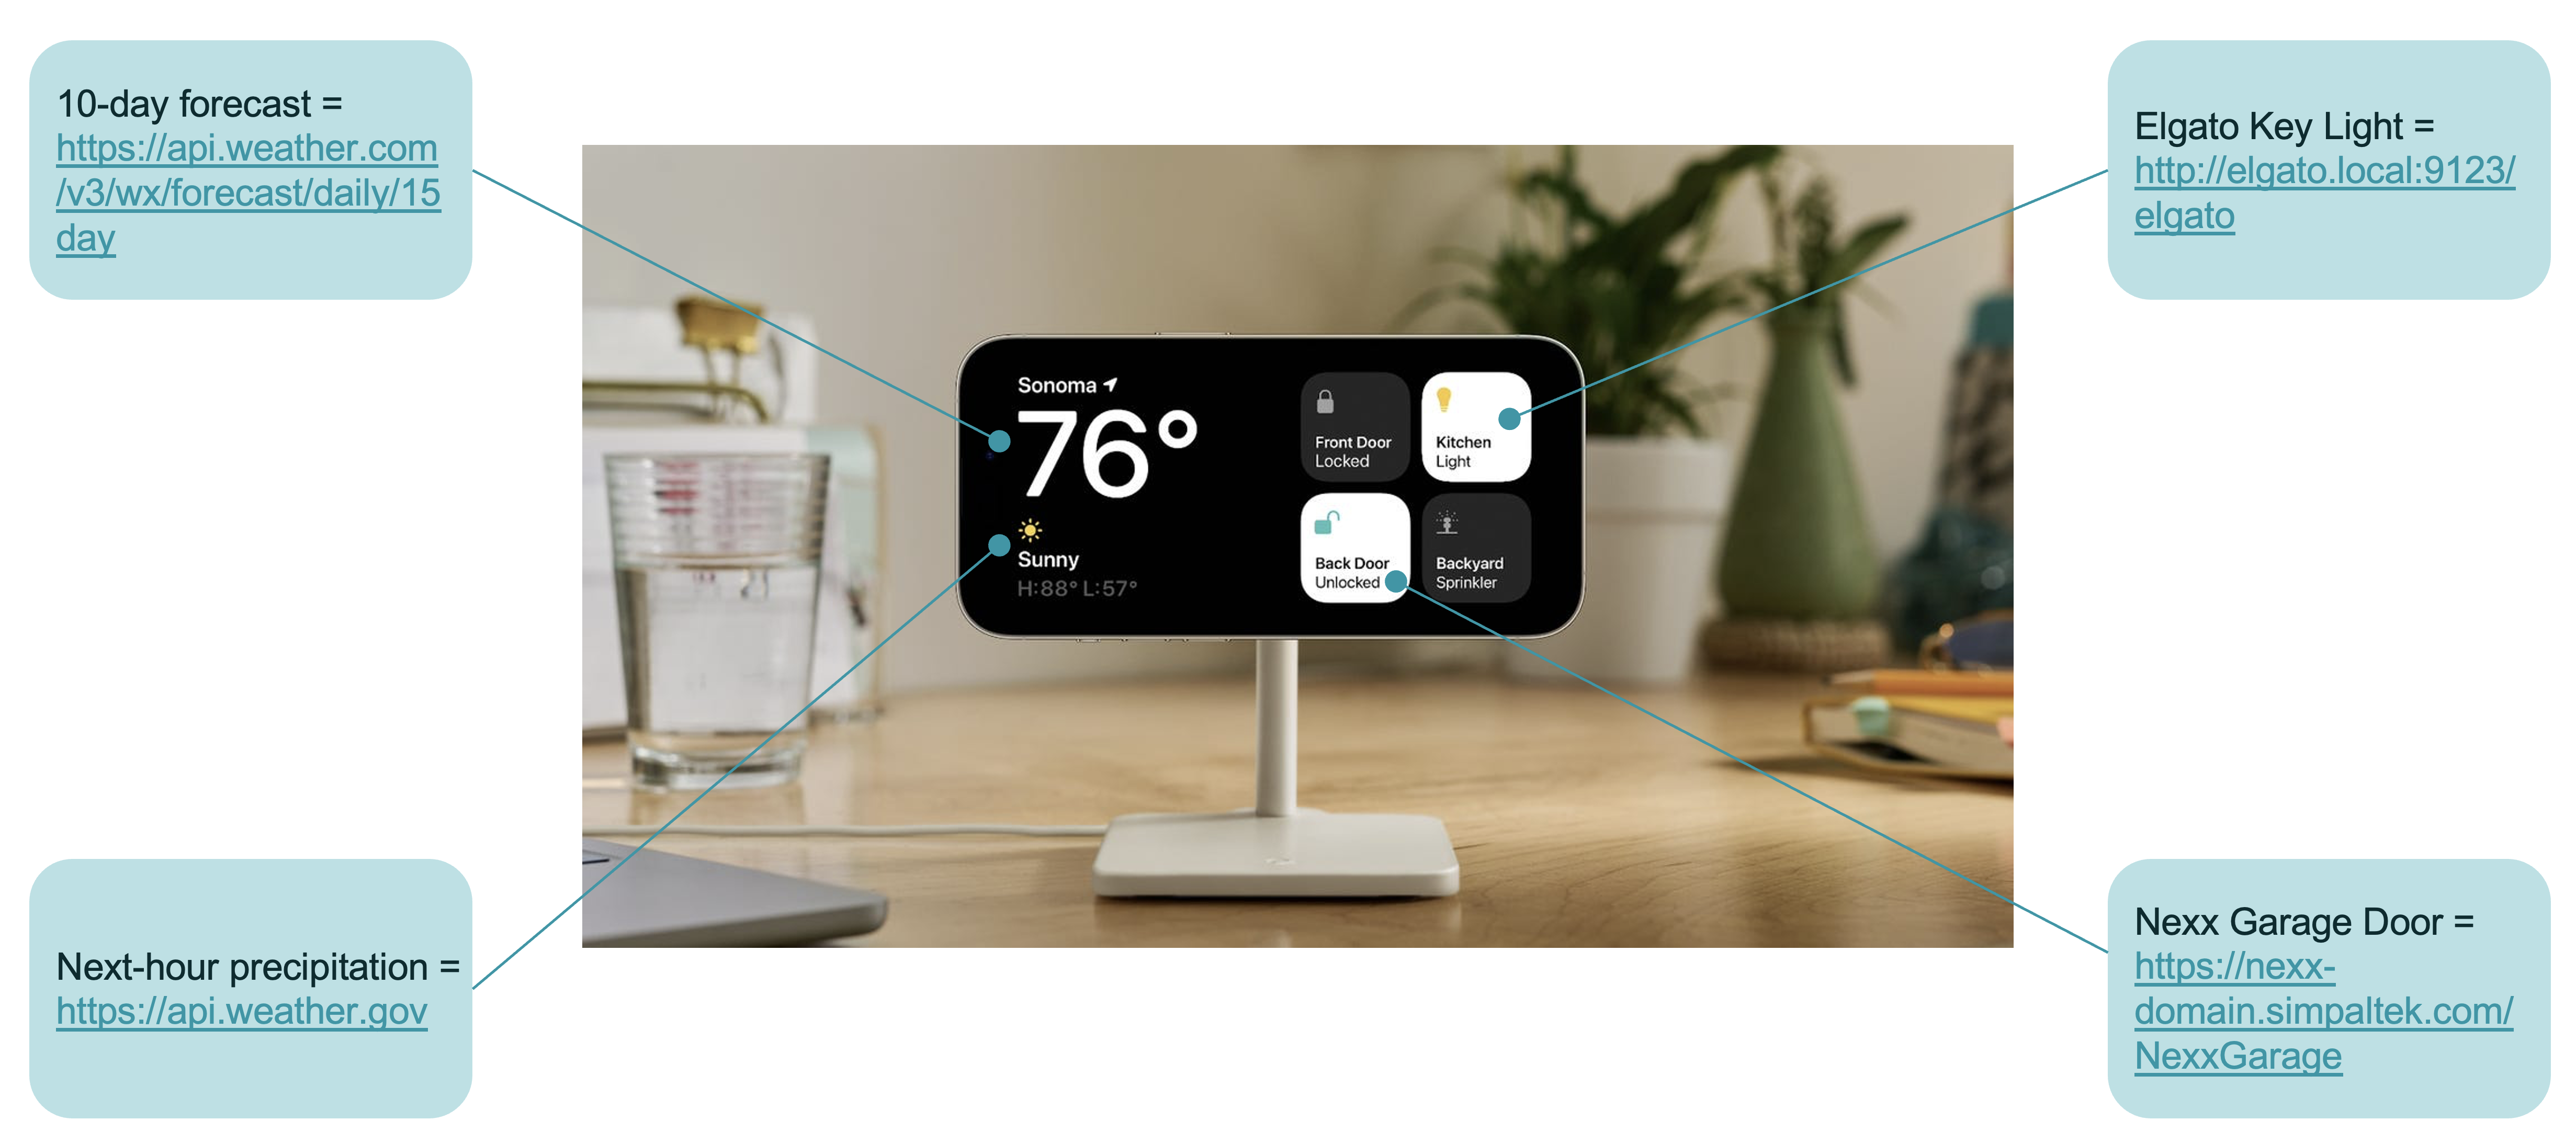 10-day forecast =
https://api.weather.com
/v3/wx/forecast/daily/15
day
Elgato Key Light =
http://elgato.local:9123/
elgato
Sonoma
76°
Sunny
H:88° L:57°
Front Door
Locked
Kitchen
Light
Back Door
Unlocked
Backyard
Sprinkler
Next-hour precipitation =
https://api.weather.gov
Nexx Garage Door =
https://nexx-
domain.simpaltek.com/
NexxGarage